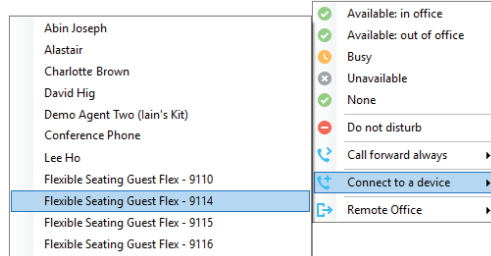 Abin Joseph
Alastair
Charlotte Brown
David Hig
Demo Agent Two (Iain's Kit)
Conference Phone
Lee Ho
Flexible Seating Guest Flex - 9110
Flexible Seating Guest Flex - 9114
Flexible Seating Guest Flex - 9115
Flexible Seating Guest Flex - 9116
Available: in office
Available: out of office
Busy
Unavailable
None
Do not disturb
Call forward always
Connect to a device
Remote Office